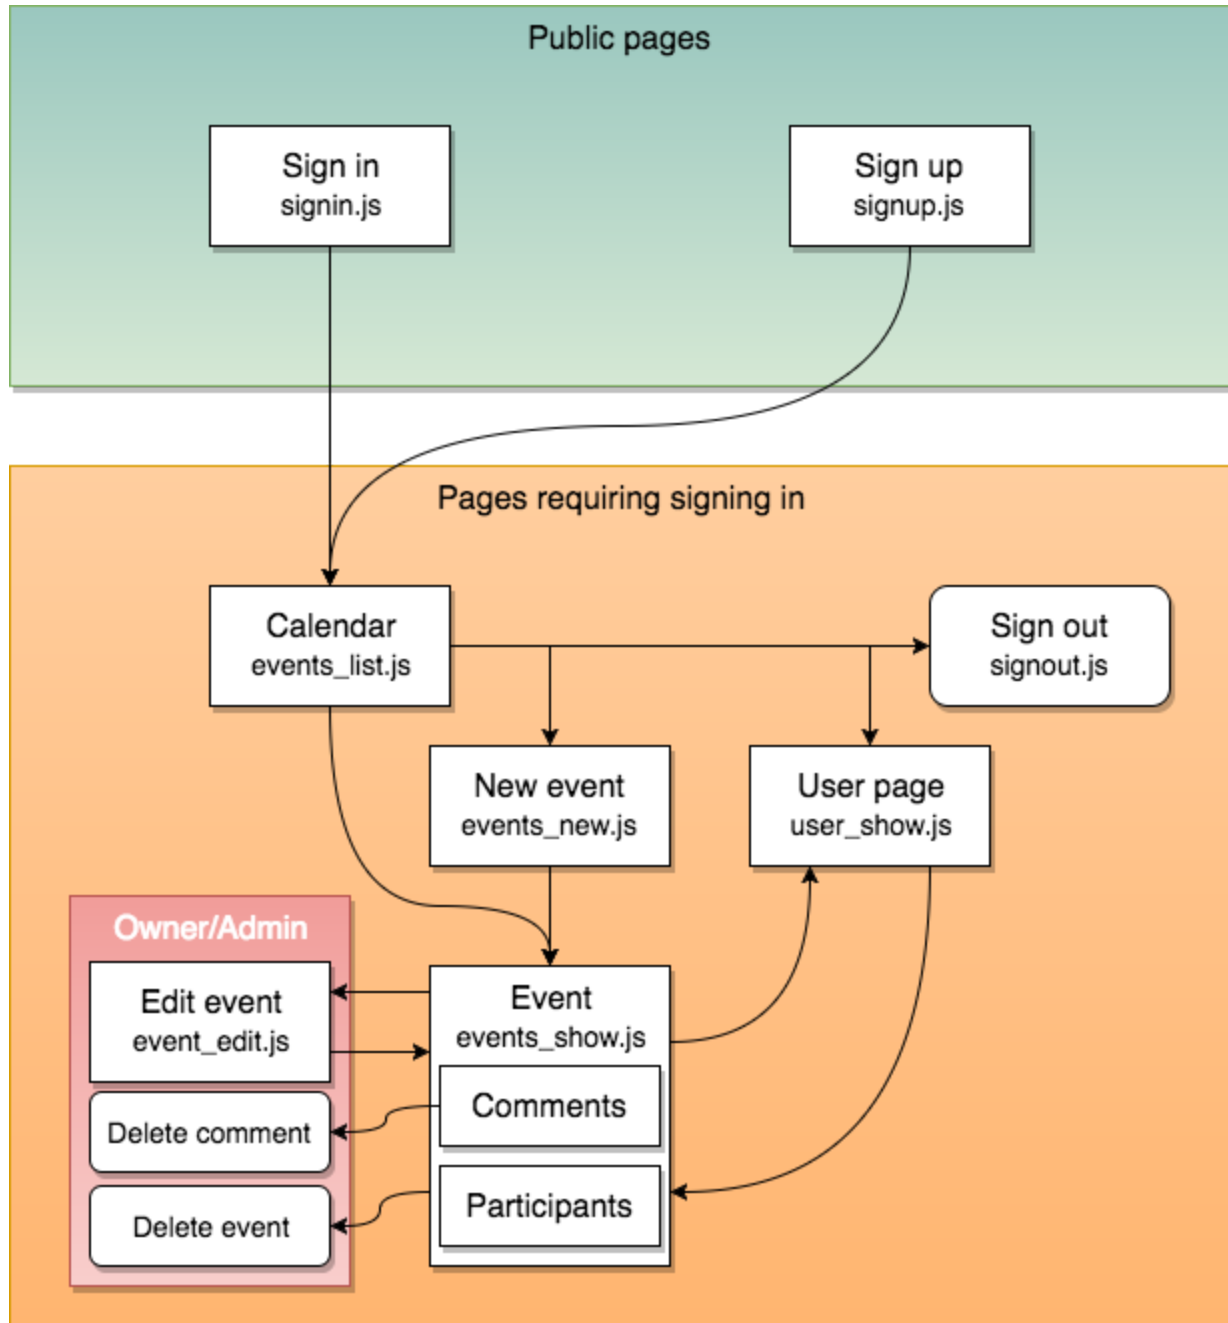 Public pages
Sign in
signin.js
Sign up
signup.js
Pages requiring signing in
Calendar
events_list.js
Sign out
signout.js
New event
events_new.js
User page
user_show.js
Owner/Admin
Edit event
event_edit.js
Delete comment
Delete event
Event
events_show.js
Comments
Participants